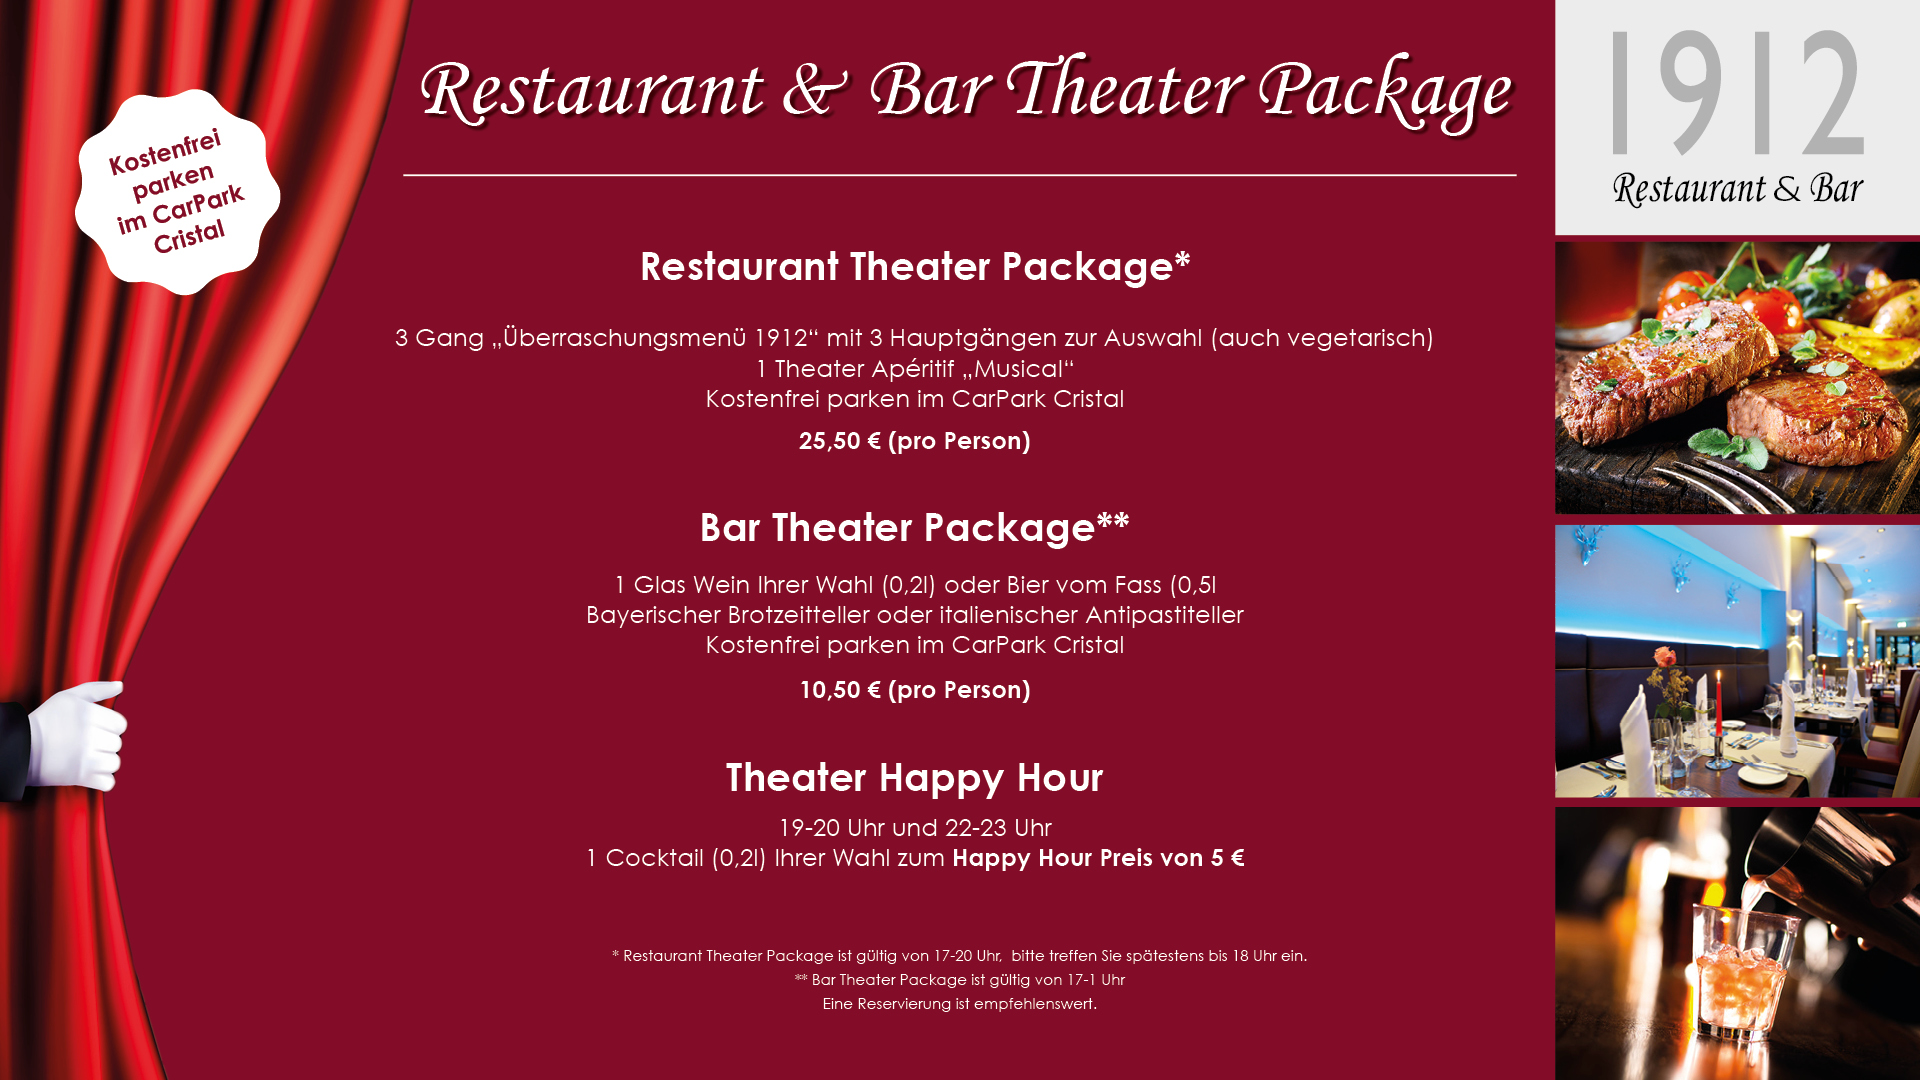 Restaurant & Bar Theater Package
1912
Restaurant & Bar
Kostenfrei
parken
im CarPark
Cristal
Restaurant Theater Package*
3 Gang „Überraschungsmenü 1912“ mit 3 Hauptgängen zur Auswahl (auch vegetarisch)
1 Theater Apéritif „Musical“
Kostenfrei parken im CarPark Cristal
25,50 € (pro Person)
Bar Theater Package**
1 Glas Wein Ihrer Wahl (0,2l) oder Bier vom Fass (0,5l
Bayerischer Brotzeitteller oder italienischer Antipastiteller
Kostenfrei parken im CarPark Cristal
10,50 € (pro Person)
Theater Happy Hour
19-20 Uhr und 22-23 Uhr
1 Cocktail (0,2l) Ihrer Wahl zum Happy Hour Preis von 5 €
* Restaurant Theater Package ist gültig von 17-20 Uhr, bitte treffen Sie spätestens bis 18 Uhr ein.
** Bar Theater Package ist gültig von 17-1 Uhr
Eine Reservierung ist empfehlenswert.